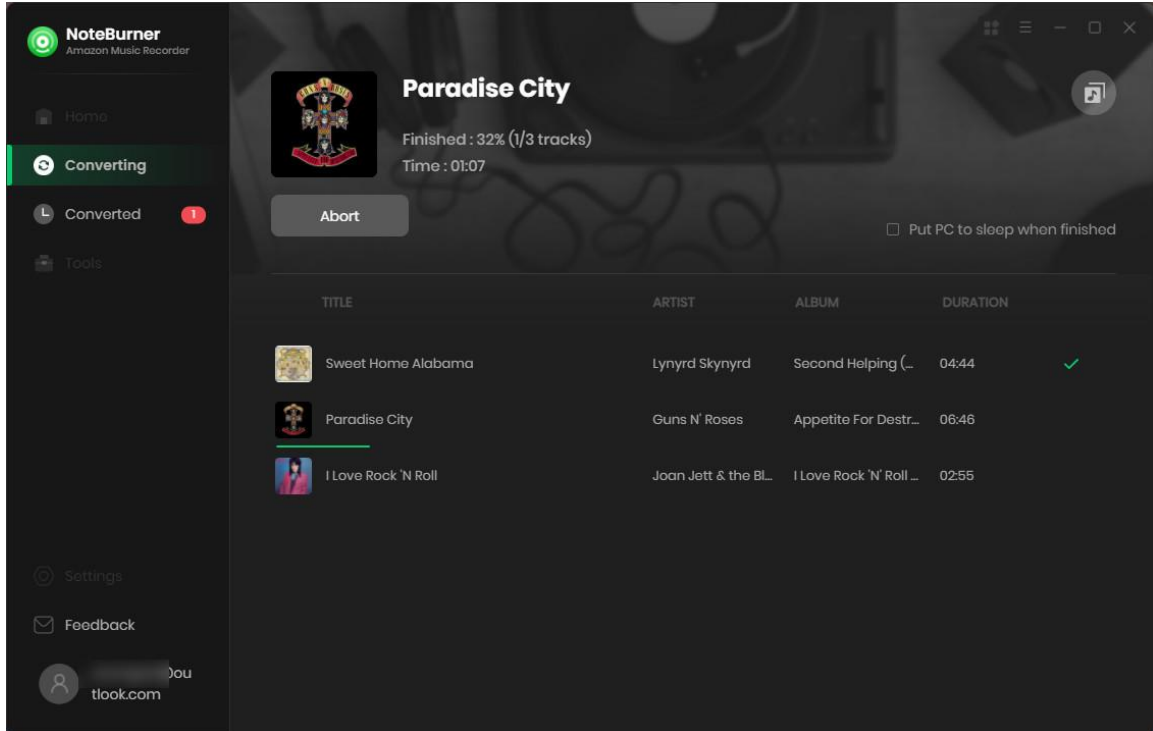 NoteBurner
Amazon Music Recorder
Home
Converting
Converted 1
Tools
Settings
Feedback
ou
tlook.com
Paradise City
Finished : 32% (1/3 tracks)
Time : 01:07
Abort
Put PC to sleep when finished
TITLE ARTIST ALBUM DURATION
Sweet Home Alabama Lynyrd Skynyrd Second Helping (... 04:44
Paradise City Guns N' Roses Appetite For Destr... 06:46
I Love Rock 'N Roll Joan Jett & the Bl... I Love Rock 'N' Roll ... 02:55